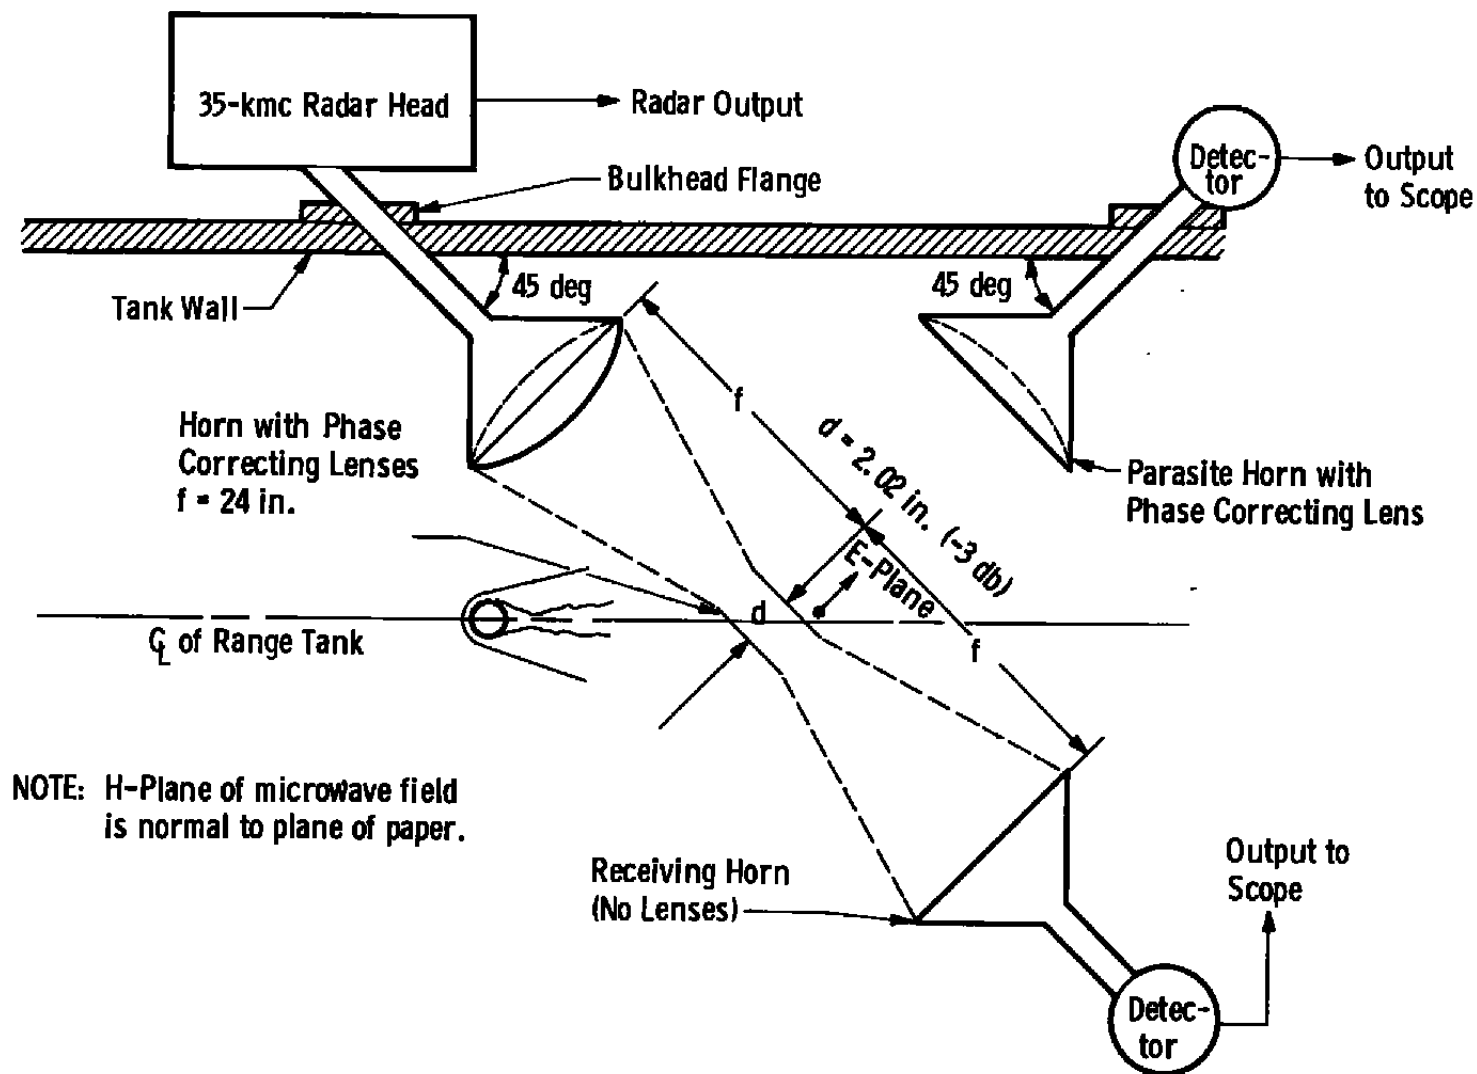 35-kmc Radar Head
Radar Output
Bulkhead Flange
Detec-
tor
Output
to Scope
45 deg
45 deg
Tank Wall
f
d = 2.02 in. (-3 db)
Horn with Phase
Correcting Lenses
f = 24 in.
Parasite Horn with
Phase Correcting Lens
E-Plane
d
f
℄ of Range Tank
NOTE: H-Plane of microwave field
is normal to plane of paper.
Receiving Horn
(No Lenses)
Output to
Scope
Detec-
tor